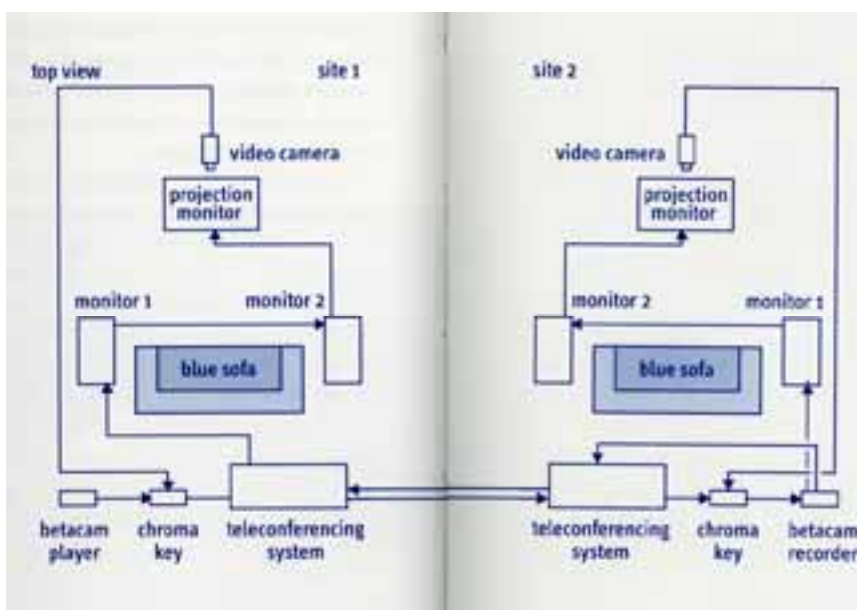 top view
site 1
video camera
projection
monitor
monitor 1
monitor 2
blue sofa
betacam
player
chroma
key
teleconferencing
system
site 2
video camera
projection
monitor
monitor 2
monitor 1
blue sofa
teleconferencing
system
chroma
key
betacam
recorder